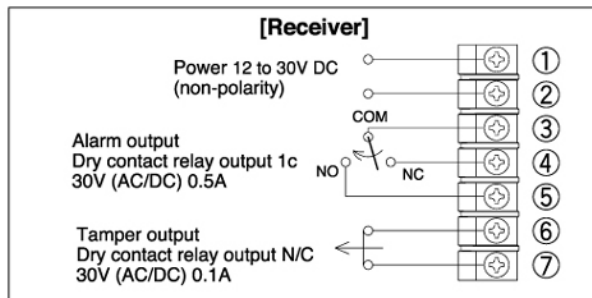 [Receiver]
Power 12 to 30V DC
(non-polarity)
①
②
COM
③
Alarm output
Dry contact relay output 1c
30V (AC/DC) 0.5A
NO
NC
④
⑤
Tamper output
Dry contact relay output N/C
30V (AC/DC) 0.1A
⑥
⑦